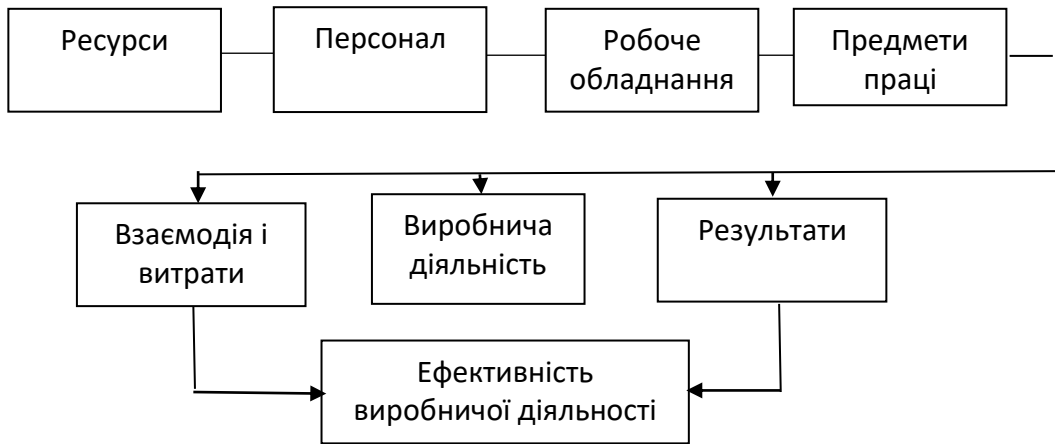 Ресурси
Персонал
Робоче
обладнання
Предмети
праці
Взаємодія і
витрати
Виробнича
діяльність
Результати
Ефективність
виробничої діяльності